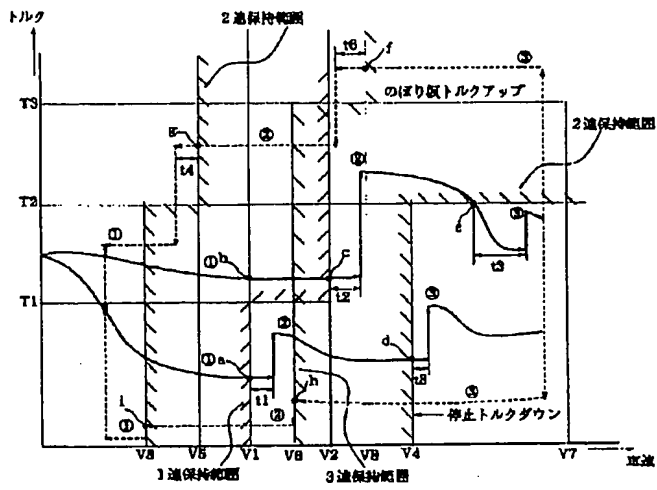 トルク
2速保持範囲
t6
f
③
のぼり坂トルクアップ
T3
g
②
t4
2速保持範囲
T2
①
②
e
③
①
b
c
t3
t2
T1
②
③
①
a
d
t1
t8
i
②
h
③
①
停止トルクダウン
V3
V5
V1
V6
V2
V4
V7
車速
1速保持範囲
3速保持範囲